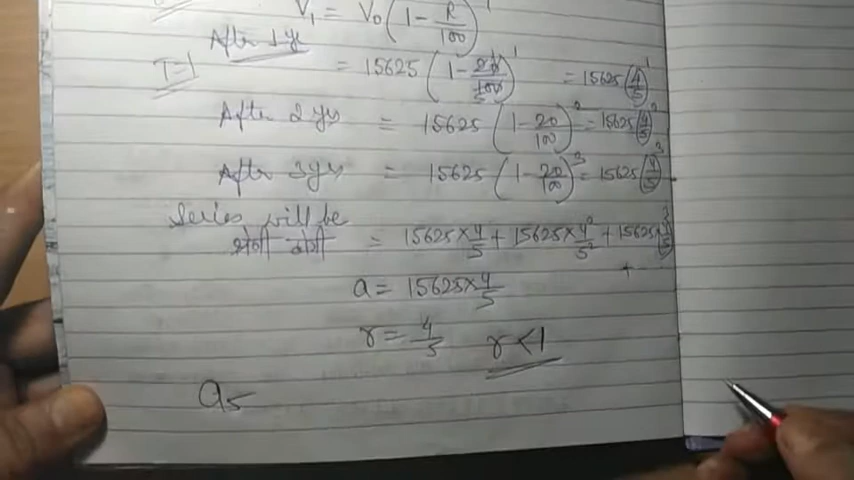 V₁ = V₀ (1 - R/100)¹
After 1 yr
T=1 = 15625 (1 - 20/100)¹ = 15625 (4/5)¹
After 2 yrs = 15625 (1 - 20/100)² = 15625 (4/5)²
After 3 yrs = 15625 (1 - 20/100)³ = 15625 (4/5)³
Series will be
श्रेणी होगी = 15625 × 4/5 + 15625 × 4²/5² + 15625 × (4/5)³
+ ---
a = 15625 × 4/5
r = 4/5 r < 1
a₅